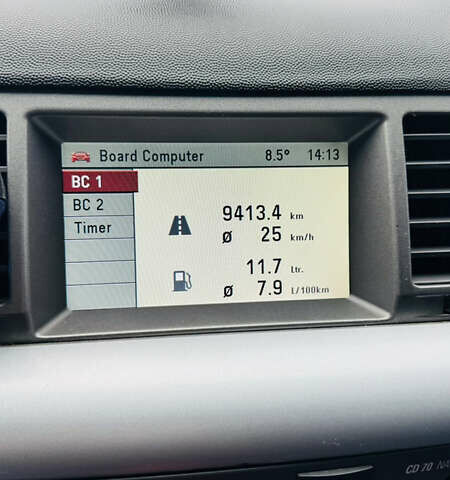 Board Computer 8.5° 14:13
BC 1
BC 2
Timer
9413.4 km
ø 25 km/h
11.7 Ltr.
ø 7.9 L/100km
CD 70